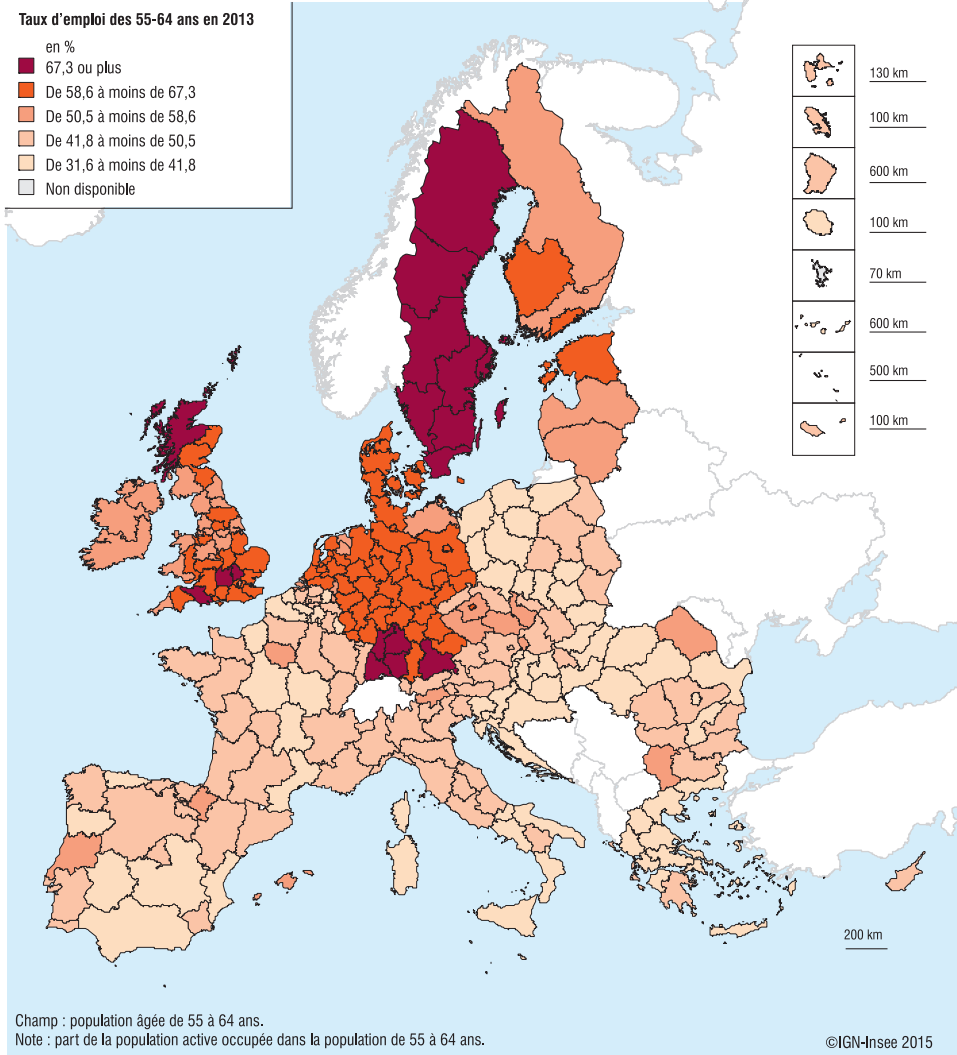 Taux d'emploi des 55-64 ans en 2013
en %
67,3 ou plus
De 58,6 à moins de 67,3
De 50,5 à moins de 58,6
De 41,8 à moins de 50,5
De 31,6 à moins de 41,8
Non disponible
130 km
100 km
600 km
100 km
70 km
600 km
500 km
100 km
200 km
Champ : population âgée de 55 à 64 ans.
Note : part de la population active occupée dans la population de 55 à 64 ans.
©IGN-Insee 2015